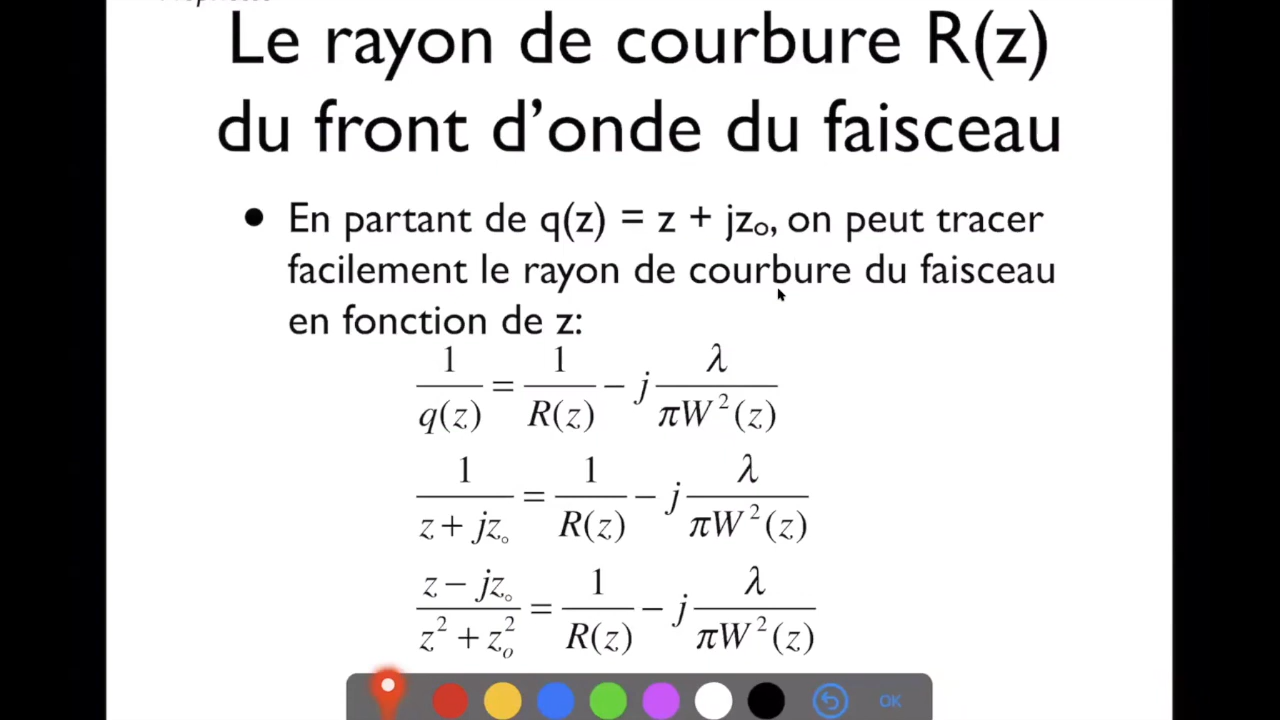 Le rayon de courbure R(z)
du front d’onde du faisceau
• En partant de q(z) = z + jz₀, on peut tracer
facilement le rayon de courbure du faisceau
en fonction de z:
1/q(z) = 1/R(z) − j λ/πW²(z)
1/(z + jz₀) = 1/R(z) − j λ/πW²(z)
(z − jz₀)/(z² + z₀²) = 1/R(z) − j λ/πW²(z)
OK